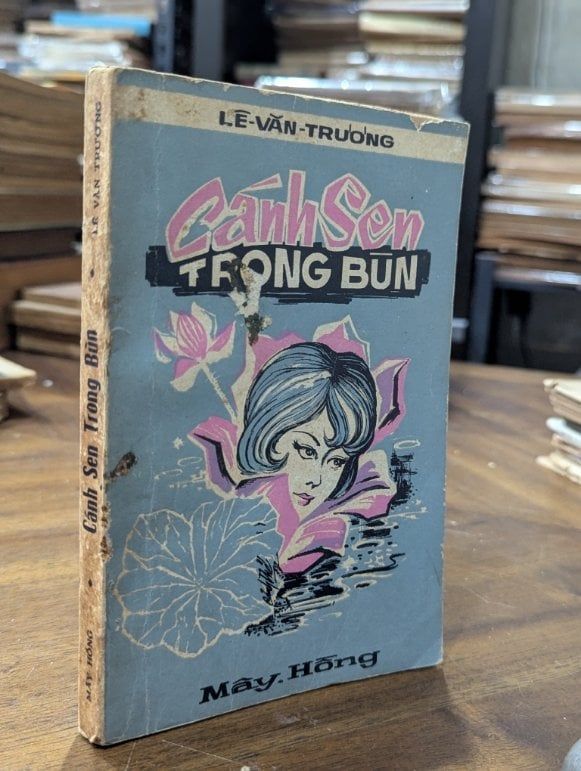 LÊ-VĂN-TRƯƠNG
Cánh Sen
TRONG BÙN
Mây.Hồng
LÊ VĂN TRƯƠNG • Cánh Sen Trong Bùn • MÂY HỒNG